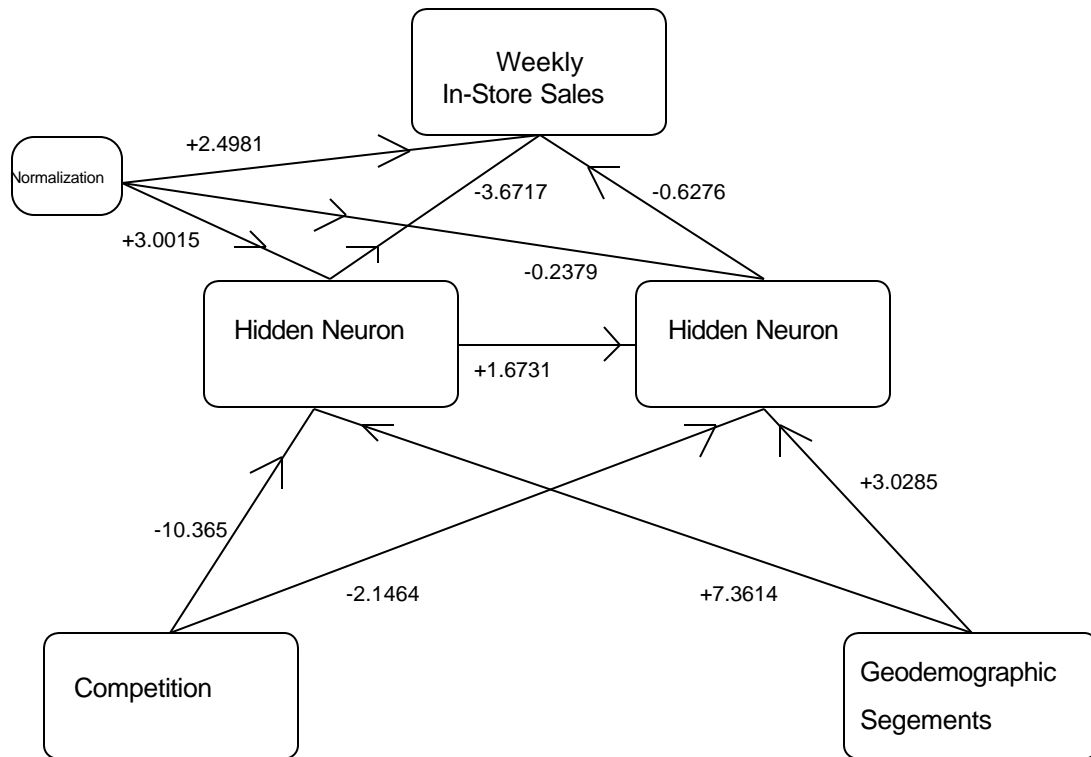 Weekly
In-Store Sales
+2.4981
Normalization
-3.6717
-0.6276
+3.0015
-0.2379
Hidden Neuron
Hidden Neuron
+1.6731
+3.0285
-10.365
-2.1464
+7.3614
Competition
Geodemographic
Segements